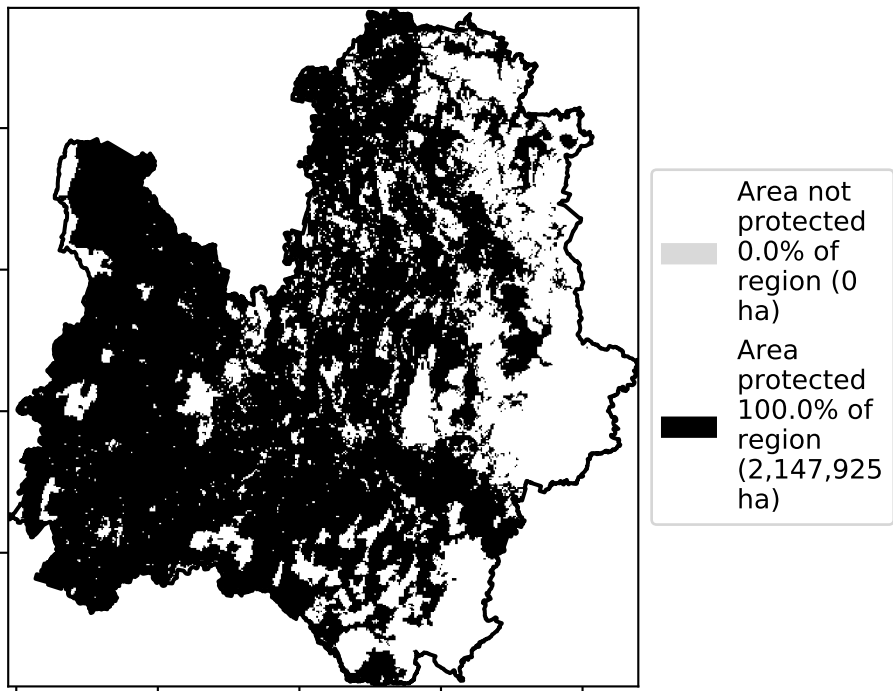 Area not
protected
0.0% of
region (0
ha)
Area
protected
100.0% of
region
(2,147,925
ha)